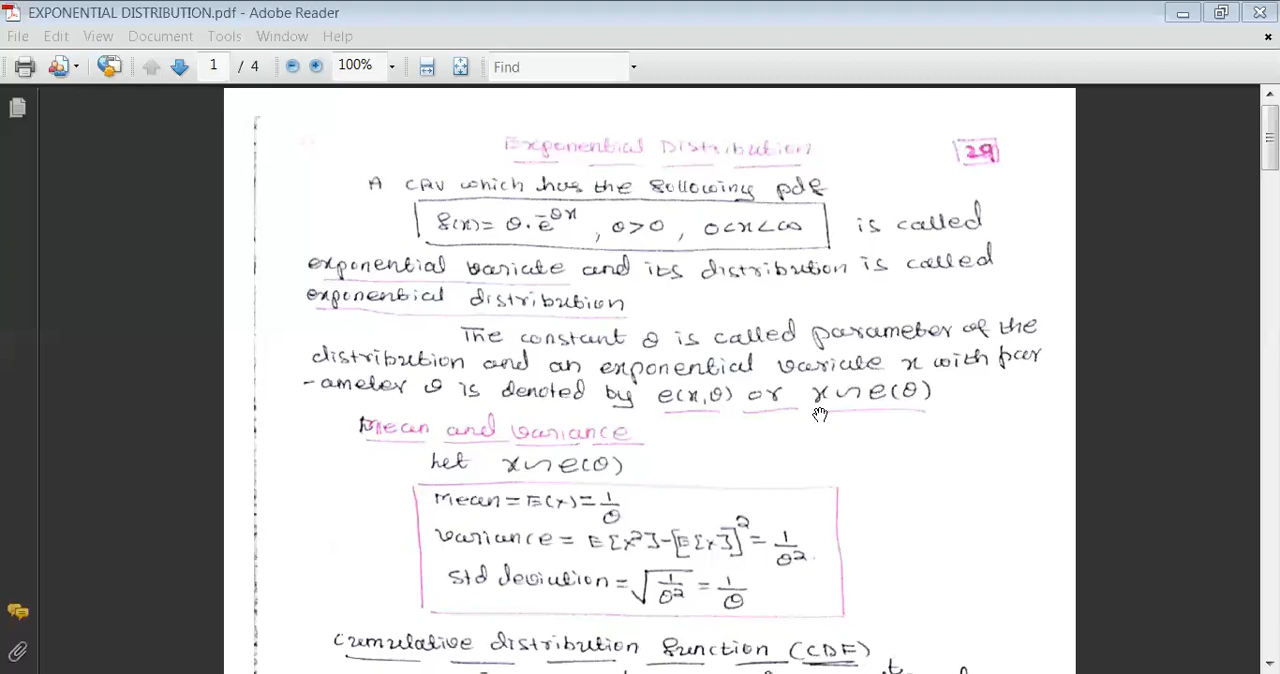 EXPONENTIAL DISTRIBUTION.pdf - Adobe Reader
File Edit View Document Tools Window Help
1 / 4 100% Find
Exponential Distribution
29
A CRV which has the following pdf
f(x) = θ · e^-θx , θ>0 , 0<x<∞ is called
exponential variate and its distribution is called
exponential distribution
The constant θ is called parameter of the
distribution and an exponential variate x with par
-ameter θ is denoted by e(x,θ) or x~e(θ)
Mean and variance
Let x~e(θ)
Mean = E(x) = 1/θ
variance = E[x²]-[E[x]]² = 1/θ²
Std deviation = √1/θ² = 1/θ
Cumulative distribution function (CDF)